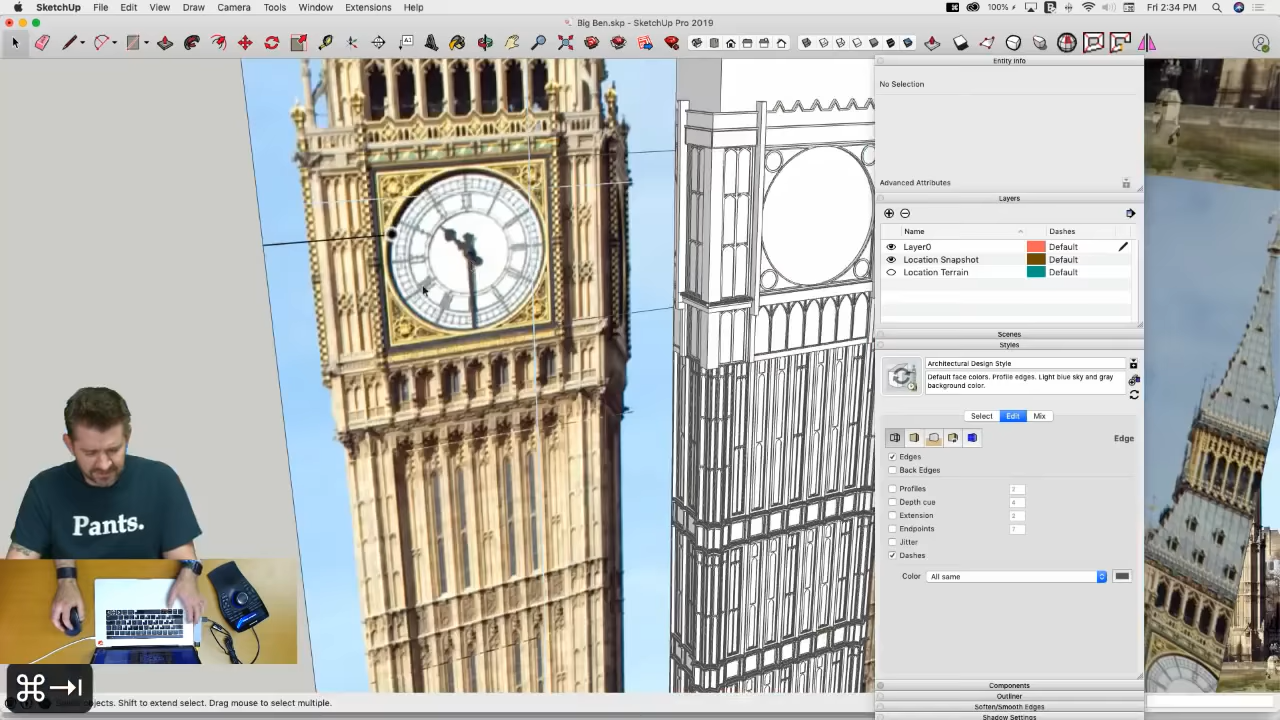 SketchUp File Edit View Draw Camera Tools Window Extensions Help
100% Fri 2:34 PM
Big Ben.skp - SketchUp Pro 2019
Entity Info
No Selection
Advanced Attributes
Layers
Name Dashes
Layer0 Default
Location Snapshot Default
Location Terrain Default
Scenes
Styles
Architectural Design Style
Default face colors. Profile edges. Light blue sky and gray
background color.
Select Edit Mix
Edge
Edges
Back Edges
Profiles
Depth cue
Extension
Endpoints
Jitter
Dashes
Color All same
Components
Outliner
Soften/Smooth Edges
Shadow Settings
Pants.
objects. Shift to extend select. Drag mouse to select multiple.